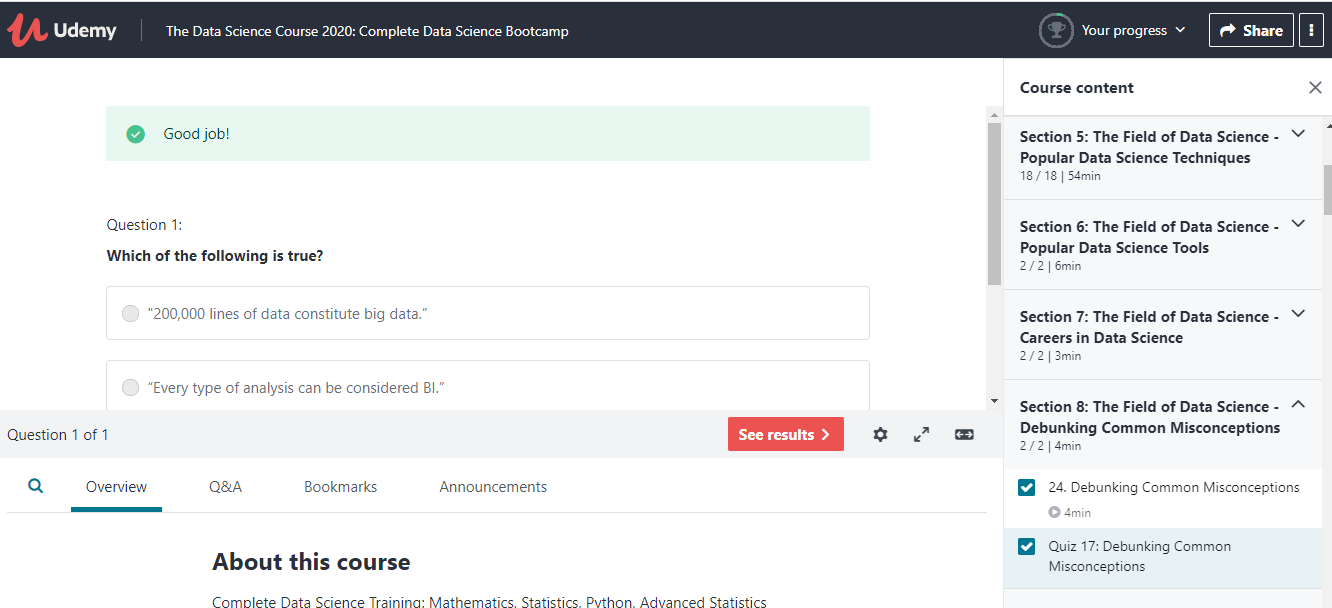 Udemy
The Data Science Course 2020: Complete Data Science Bootcamp
Your progress
Share
Good job!
Question 1:
Which of the following is true?
"200,000 lines of data constitute big data.”
“Every type of analysis can be considered BI.”
Question 1 of 1
See results
Overview
Q&A
Bookmarks
Announcements
About this course
Complete Data Science Training: Mathematics, Statistics, Python, Advanced Statistics
Course content
Section 5: The Field of Data Science -
Popular Data Science Techniques
18 / 18 | 54min
Section 6: The Field of Data Science -
Popular Data Science Tools
2 / 2 | 6min
Section 7: The Field of Data Science -
Careers in Data Science
2 / 2 | 3min
Section 8: The Field of Data Science -
Debunking Common Misconceptions
2 / 2 | 4min
24. Debunking Common Misconceptions
4min
Quiz 17: Debunking Common
Misconceptions